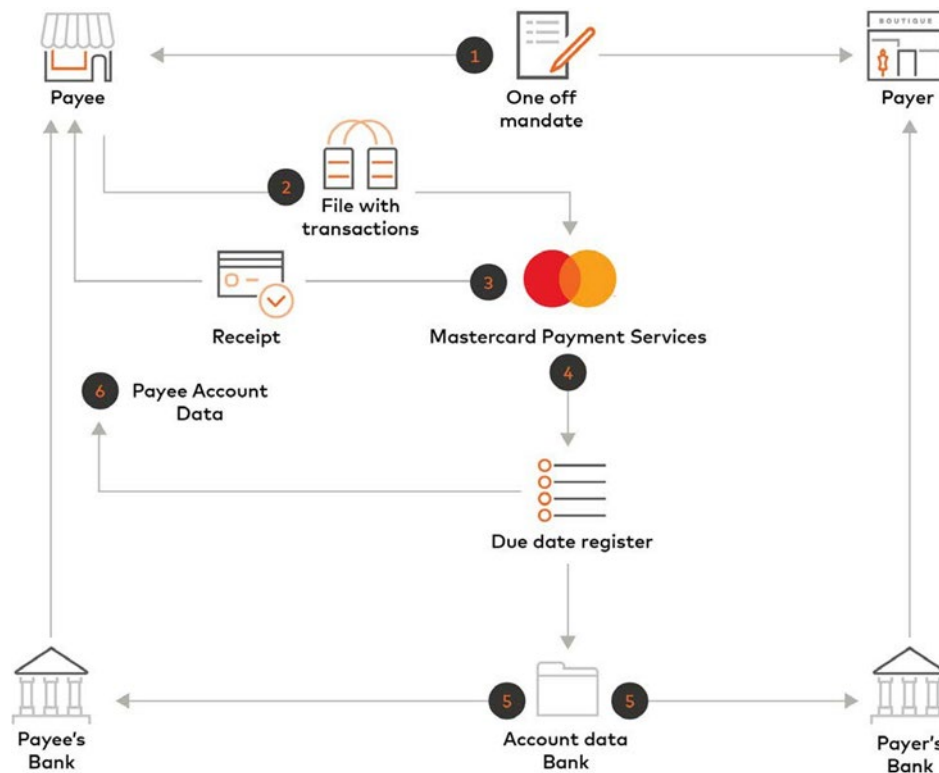 BOUTIQUE
1
Payee
One off
mandate
Payer
2
File with
transactions
3
Receipt
Mastercard Payment Services
4
6
Payee Account
Data
Due date register
5
5
Payee's
Bank
Account data
Bank
Payer's
Bank